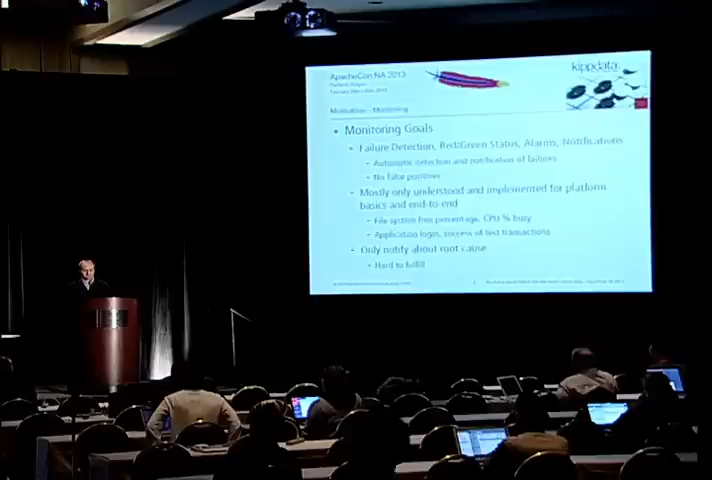 ApacheCon NA 2013
Portland, Oregon
kippdata
Motivation – Monitoring
• Monitoring Goals
- Failure Detection, Red/Green Status, Alarms, Notifications
- Automatic detection and notification of failures
- No false positives
- Mostly only understood and implemented for platform
basics and end-to-end
- File system free percentage, CPU % busy
- Application logs, success of test transactions
- Only notify about root cause
- Hard to fulfill